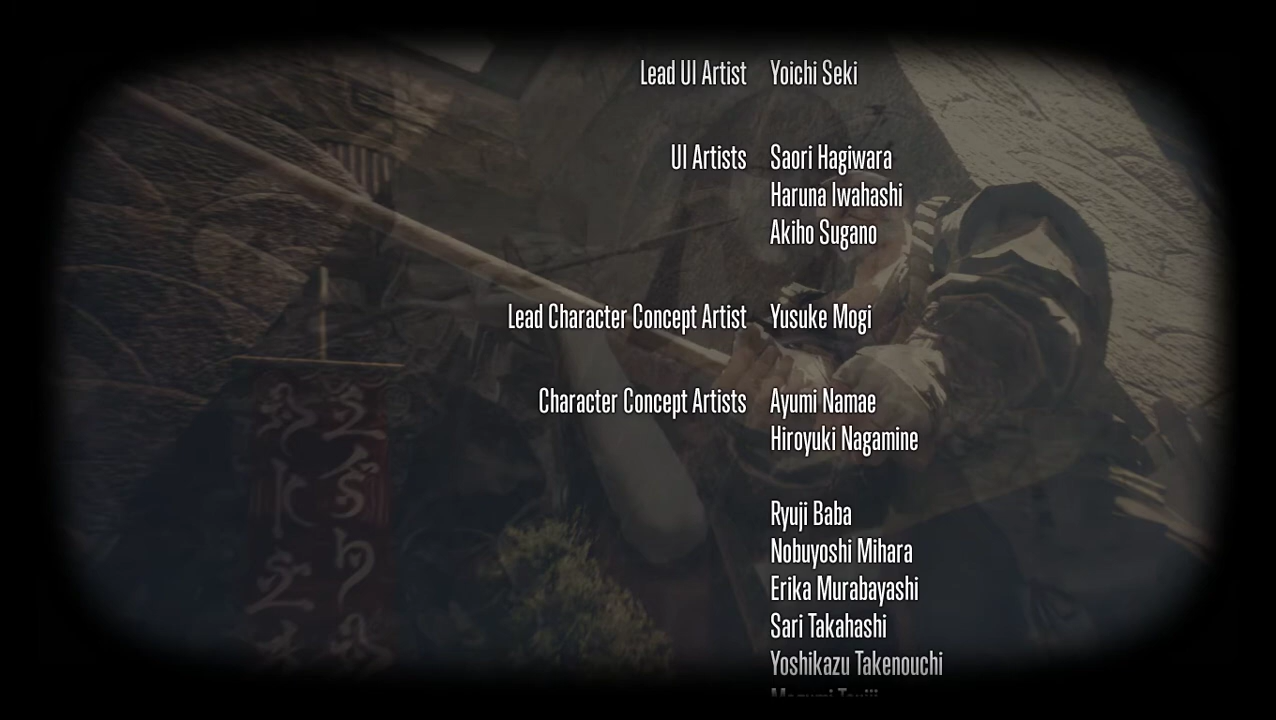 Lead UI Artist Yoichi Seki
UI Artists Saori Hagiwara
Haruna Iwahashi
Akiho Sugano
Lead Character Concept Artist Yusuke Mogi
Character Concept Artists Ayumi Namae
Hiroyuki Nagamine
Ryuji Baba
Nobuyoshi Mihara
Erika Murabayashi
Sari Takahashi
Yoshikazu Takenouchi